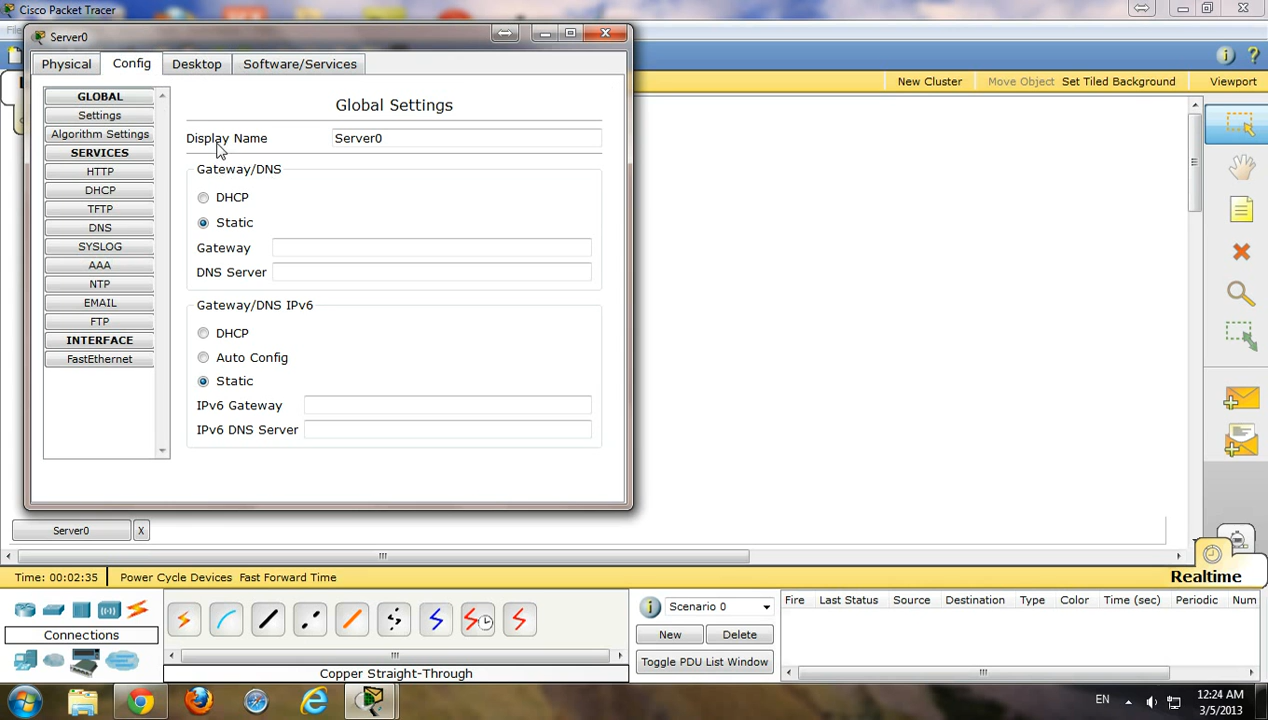 Cisco Packet Tracer
Server0
Physical
Config
Desktop
Software/Services
New Cluster
Move Object
Set Tiled Background
Viewport
GLOBAL
Settings
Algorithm Settings
SERVICES
HTTP
DHCP
TFTP
DNS
SYSLOG
AAA
NTP
EMAIL
FTP
INTERFACE
FastEthernet
Global Settings
Display Name
Server0
Gateway/DNS
DHCP
Static
Gateway
DNS Server
Gateway/DNS IPv6
DHCP
Auto Config
Static
IPv6 Gateway
IPv6 DNS Server
Server0
X
Time: 00:02:35
Power Cycle Devices Fast Forward Time
Realtime
Connections
Copper Straight-Through
Scenario 0
New
Delete
Toggle PDU List Window
Fire Last Status Source Destination Type Color Time (sec) Periodic Num
EN
12:24 AM
3/5/2013